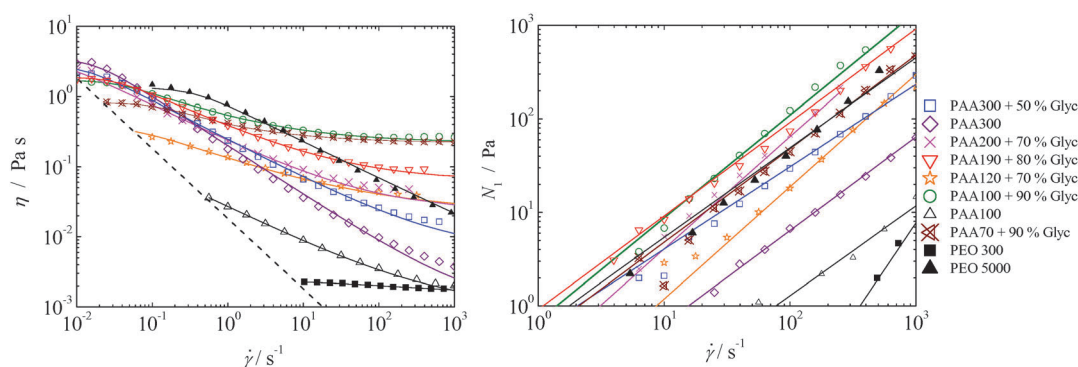 10¹
10⁰
10⁻¹
10⁻²
10⁻³
η / Pa s
10⁻² 10⁻¹ 10⁰ 10¹ 10² 10³
γ̇ / s⁻¹
10³
10²
10¹
10⁰
N₁ / Pa
10⁰ 10¹ 10² 10³
γ̇ / s⁻¹
PAA300 + 50 % Glyc
PAA300
PAA200 + 70 % Glyc
PAA190 + 80 % Glyc
PAA120 + 70 % Glyc
PAA100 + 90 % Glyc
PAA100
PAA70 + 90 % Glyc
PEO 300
PEO 5000